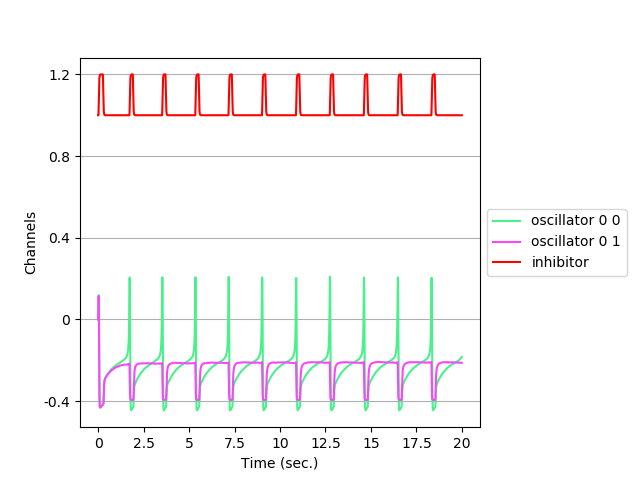 1.2
0.8
0.4
0
-0.4
Channels
0 2.5 5 7.5 10 12.5 15 17.5 20
Time (sec.)
oscillator 0 0
oscillator 0 1
inhibitor